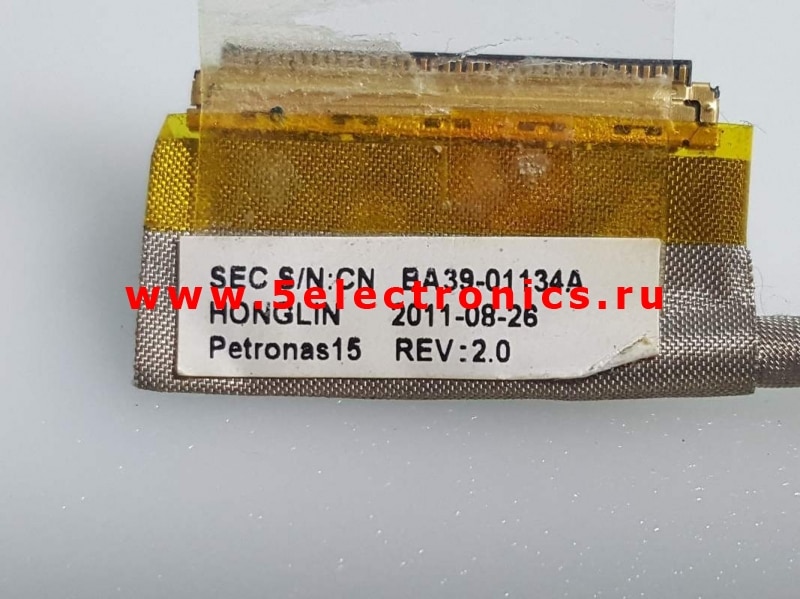 SEC S/N:CN BA39-01134A
www.5electronics.ru
HONGLIN 2011-08-26
Petronas15 REV:2.0